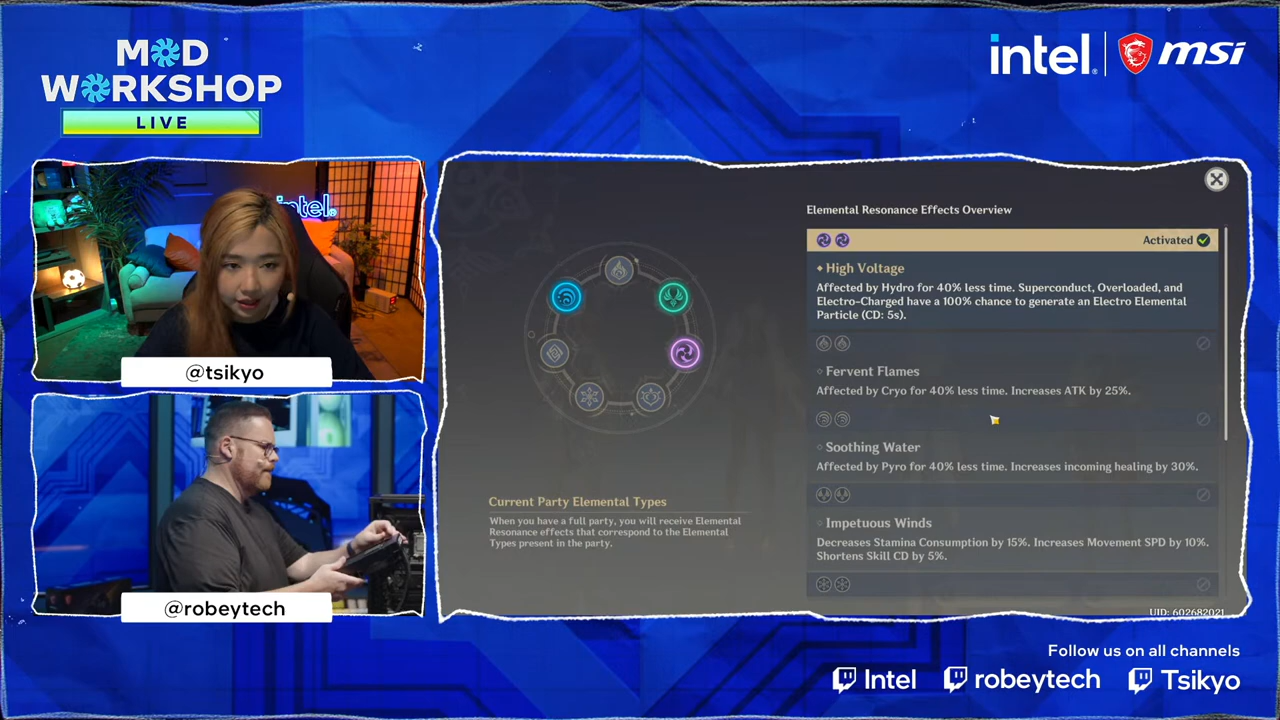 MOD
WORKSHOP
LIVE
intel.
msi
intel.
@tsikyo
@robeytech
Elemental Resonance Effects Overview
Activated
High Voltage
Affected by Hydro for 40% less time. Superconduct, Overloaded, and
Electro-Charged have a 100% chance to generate an Electro Elemental
Particle (CD: 5s).
Fervent Flames
Affected by Cryo for 40% less time. Increases ATK by 25%.
Soothing Water
Affected by Pyro for 40% less time. Increases incoming healing by 30%.
Impetuous Winds
Decreases Stamina Consumption by 15%. Increases Movement SPD by 10%.
Shortens Skill CD by 5%.
Current Party Elemental Types
When you have a full party, you will receive Elemental
Resonance effects that correspond to the Elemental
Types present in the party.
UID: 602682021
Follow us on all channels
Intel
robeytech
Tsikyo